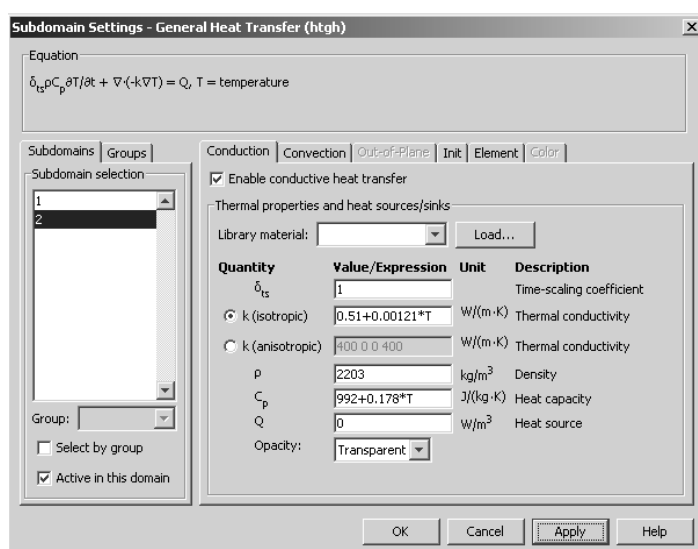 Subdomain Settings - General Heat Transfer (htgh)
Equation
δtsρCp∂T/∂t + ∇·(-k∇T) = Q, T = temperature
Subdomains Groups
Subdomain selection
1
2
Group:
Select by group
Active in this domain
Conduction Convection Out-of-Plane Init Element Color
Enable conductive heat transfer
Thermal properties and heat sources/sinks
Library material: Load...
Quantity Value/Expression Unit Description
δts 1 Time-scaling coefficient
k (isotropic) 0.51+0.00121*T W/(m·K) Thermal conductivity
k (anisotropic) 400 0 0 400 W/(m·K) Thermal conductivity
ρ 2203 kg/m³ Density
Cp 992+0.178*T J/(kg·K) Heat capacity
Q 0 W/m³ Heat source
Opacity: Transparent
OK Cancel Apply Help